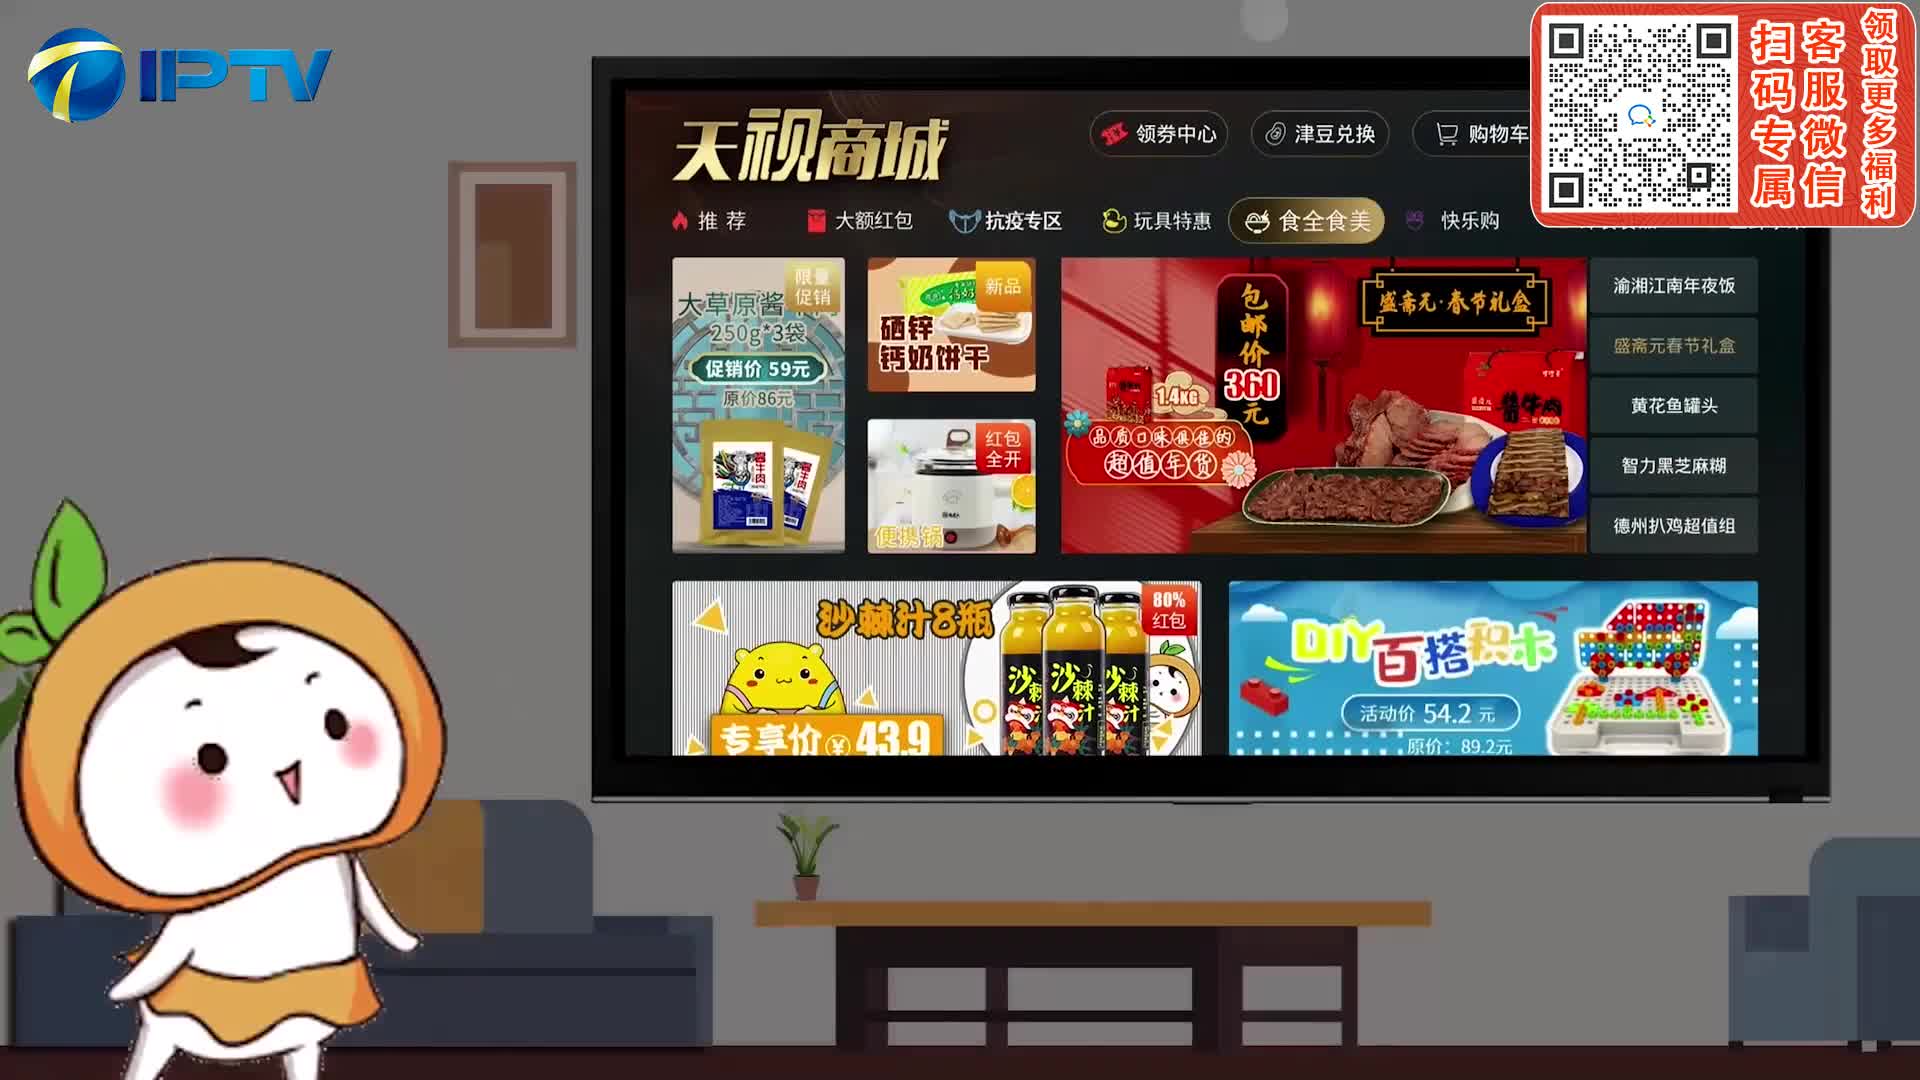 IPTV
天视商城
领券中心
津豆兑换
购物车
扫码专属
客服微信
领取更多福利
推荐
大额红包
抗疫专区
玩具特惠
食全食美
快乐购
大草原酱
限量
促销
250g*3袋
促销价 59元
原价86元
新品
硒锌
钙奶饼干
红包
全开
便携锅
包邮价
360
元
盛斋元·春节礼盒
1.4KG
品质口味俱佳的
超值年货
酱牛肉
渝湘江南年夜饭
盛斋元春节礼盒
黄花鱼罐头
智力黑芝麻糊
德州扒鸡超值组
沙棘汁8瓶
80%
红包
专享价¥43.9
沙棘汁
沙棘汁
沙棘汁
DIY百搭积木
活动价 54.2 元
原价：89.2元